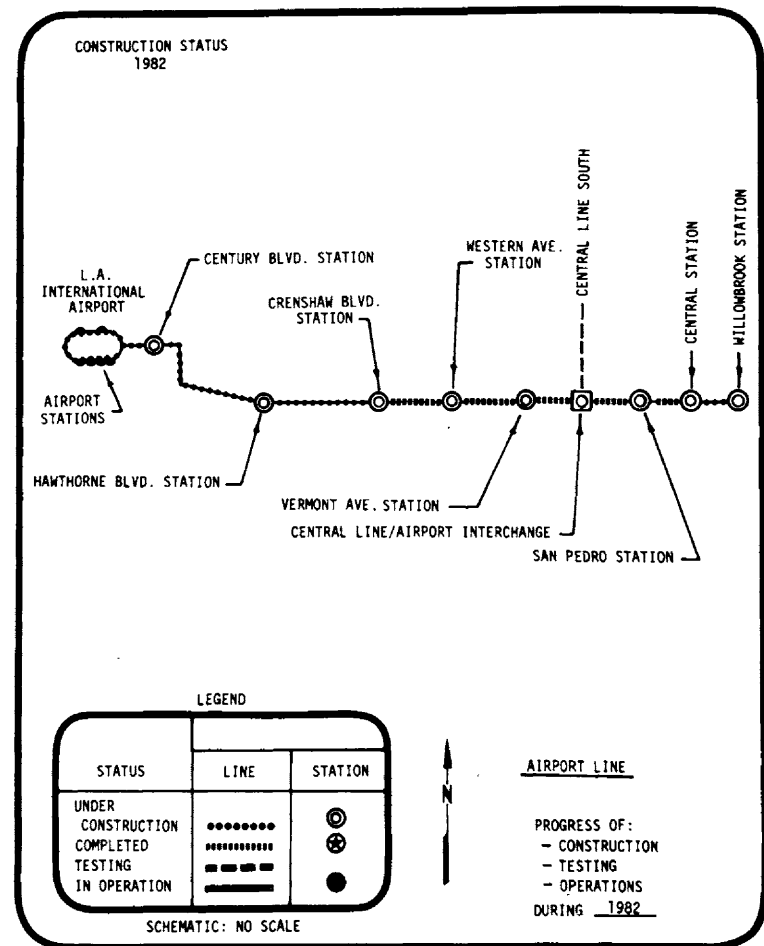 CONSTRUCTION STATUS
1982
CENTURY BLVD. STATION
L.A.
INTERNATIONAL
AIRPORT
AIRPORT
STATIONS
HAWTHORNE BLVD. STATION
CRENSHAW BLVD.
STATION
WESTERN AVE.
STATION
VERMONT AVE. STATION
CENTRAL LINE SOUTH
CENTRAL LINE/AIRPORT INTERCHANGE
SAN PEDRO STATION
CENTRAL STATION
WILLOWBROOK STATION
LEGEND
STATUS LINE STATION
UNDER
CONSTRUCTION
COMPLETED
TESTING
IN OPERATION
SCHEMATIC: NO SCALE
N
AIRPORT LINE
PROGRESS OF:
- CONSTRUCTION
- TESTING
- OPERATIONS
DURING 1982